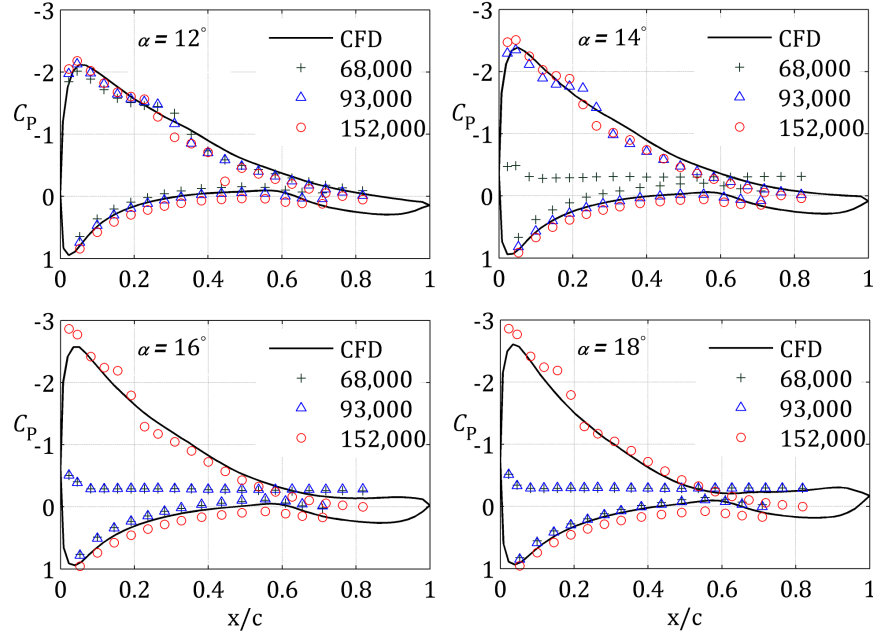 -3
α = 12°
CFD
-2
68,000
93,000
C_P
-1
152,000
0
1
0 0.2 0.4 0.6 0.8 1
-3
α = 14°
CFD
-2
68,000
93,000
C_P
-1
152,000
0
1
0 0.2 0.4 0.6 0.8 1
-3
α = 16°
CFD
-2
68,000
93,000
C_P
-1
152,000
0
1
0 0.2 0.4 0.6 0.8 1
x/c
-3
α = 18°
CFD
-2
68,000
93,000
C_P
-1
152,000
0
1
0 0.2 0.4 0.6 0.8 1
x/c